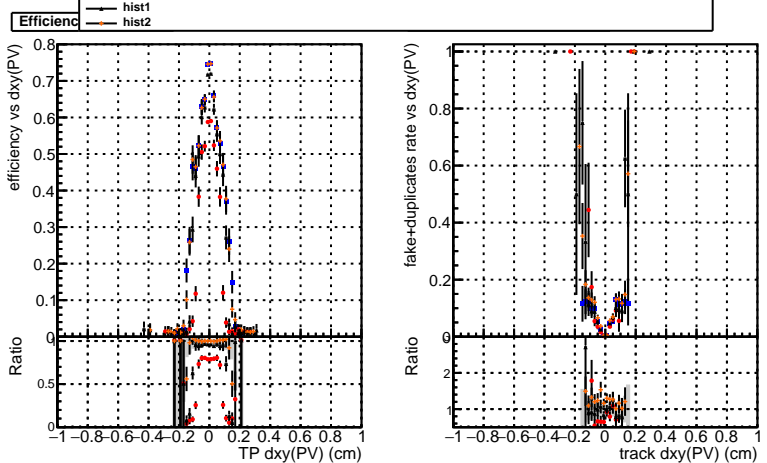 hist1
Efficienc
hist2
efficiency vs dxy(PV)
0.8
0.7
0.6
0.5
0.4
0.3
0.2
0.1
0
Ratio
1
0.5
0
−1 −0.8 −0.6 −0.4 −0.2 0 0.2 0.4 0.6 0.8 1
TP dxy(PV) (cm)
fake+duplicates rate vs dxy(PV)
1
0.8
0.6
0.4
0.2
Ratio
2
1
−1 −0.8 −0.6 −0.4 −0.2 0 0.2 0.4 0.6 0.8 1
track dxy(PV) (cm)